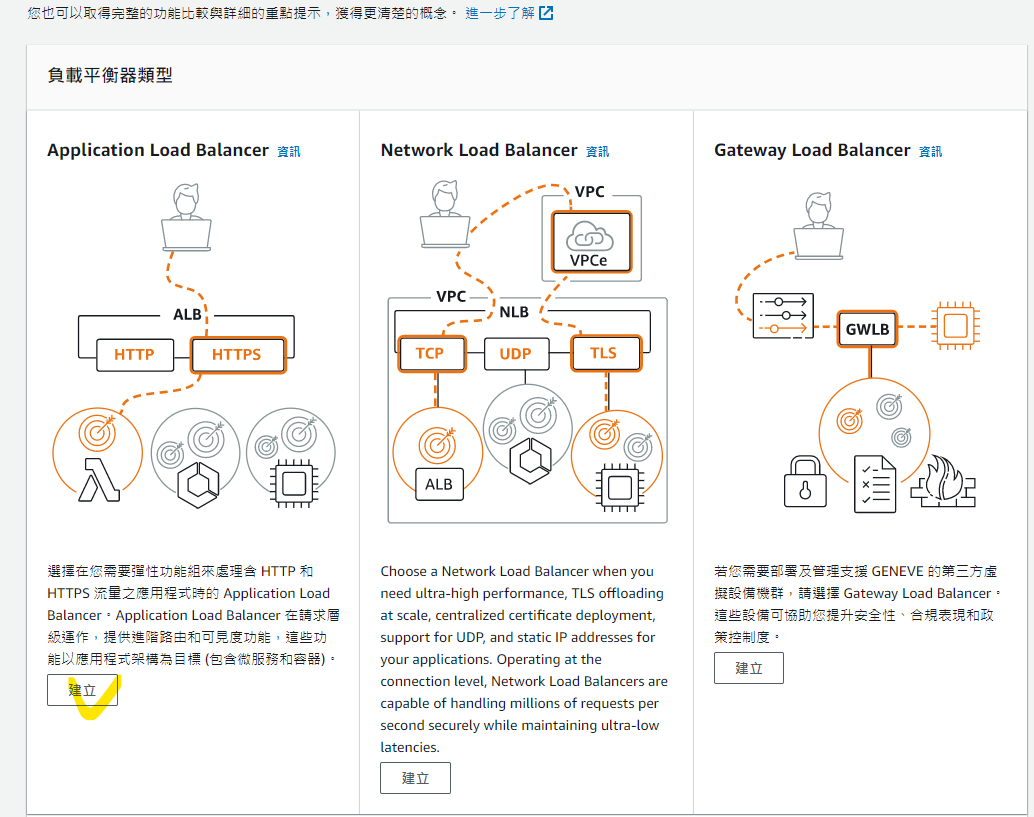 您也可以取得完整的功能比較與詳細的重點提示，獲得更清楚的概念。 進一步了解
負載平衡器類型
Application Load Balancer 資訊
ALB
HTTP
HTTPS
選擇在您需要彈性功能組來處理含 HTTP 和
HTTPS 流量之應用程式時的 Application Load
Balancer。Application Load Balancer 在請求層
級運作，提供進階路由和可見度功能，這些功
能以應用程式架構為目標 (包含微服務和容器)。
建立
Network Load Balancer 資訊
VPC
VPCe
VPC
NLB
TCP
UDP
TLS
ALB
Choose a Network Load Balancer when you
need ultra-high performance, TLS offloading
at scale, centralized certificate deployment,
support for UDP, and static IP addresses for
your applications. Operating at the
connection level, Network Load Balancers are
capable of handling millions of requests per
second securely while maintaining ultra-low
latencies.
建立
Gateway Load Balancer 資訊
GWLB
若您需要部署及管理支援 GENEVE 的第三方虛
擬設備機群，請選擇 Gateway Load Balancer。
這些設備可協助您提升安全性、合規表現和政
策控制度。
建立